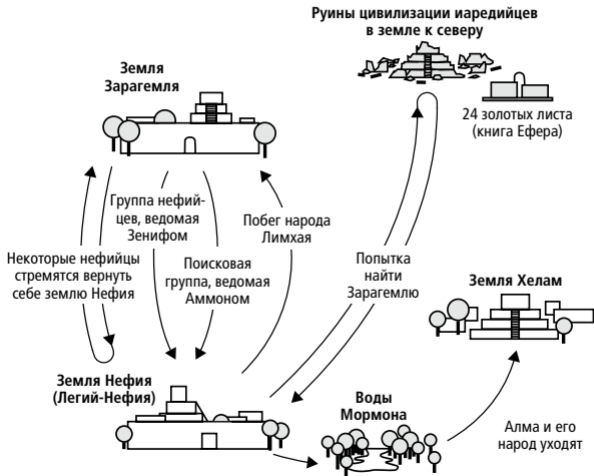 Руины цивилизации иаредийцев
в земле к северу
Земля
Зарагемля
24 золотых листа
(книга Ефера)
Группа нефий-
цев, ведомая
Зенифом
Побег народа
Лимхая
Некоторые нефийцы
стремятся вернуть
себе землю Нефия
Поисковая
группа, ведомая
Аммоном
Попытка
найти
Зарагемлю
Земля Хелам
Земля Нефия
(Легий-Нефия)
Воды
Мормона
Алма и его
народ уходят